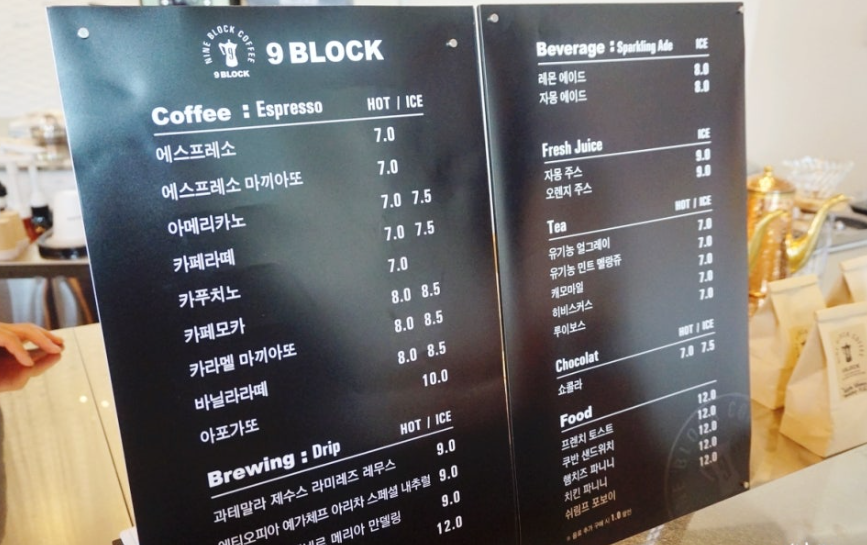 NINE BLOCK COFFEE
9 BLOCK
9 BLOCK
Coffee : Espresso HOT / ICE
에스프레소 7.0
에스프레소 마끼아또 7.0
아메리카노 7.0 7.5
카페라떼 7.0 7.5
카푸치노 7.0
카페모카 8.0 8.5
카라멜 마끼아또 8.0 8.5
바닐라라떼 8.0 8.5
아포가또 10.0
Brewing : Drip HOT / ICE
과테말라 제수스 라미레즈 레무스 9.0
에티오피아 예가체프 아리차 스페셜 내추럴 9.0
메리아 만델링 9.0
12.0
Beverage : Sparkling Ade ICE
레몬 에이드 8.0
자몽 에이드 8.0
Fresh Juice ICE
자몽 주스 9.0
오렌지 주스 9.0
Tea HOT / ICE
유기농 얼그레이 7.0
유기농 민트 멜랑쥬 7.0
캐모마일 7.0
히비스커스 7.0
루이보스 7.0
Chocolat HOT / ICE
쇼콜라 7.0 7.5
Food
프렌치 토스트 12.0
쿠반 샌드위치 12.0
햄치즈 파니니 12.0
치킨 파니니 12.0
쉬림프 포보이 12.0
9 BLOCK